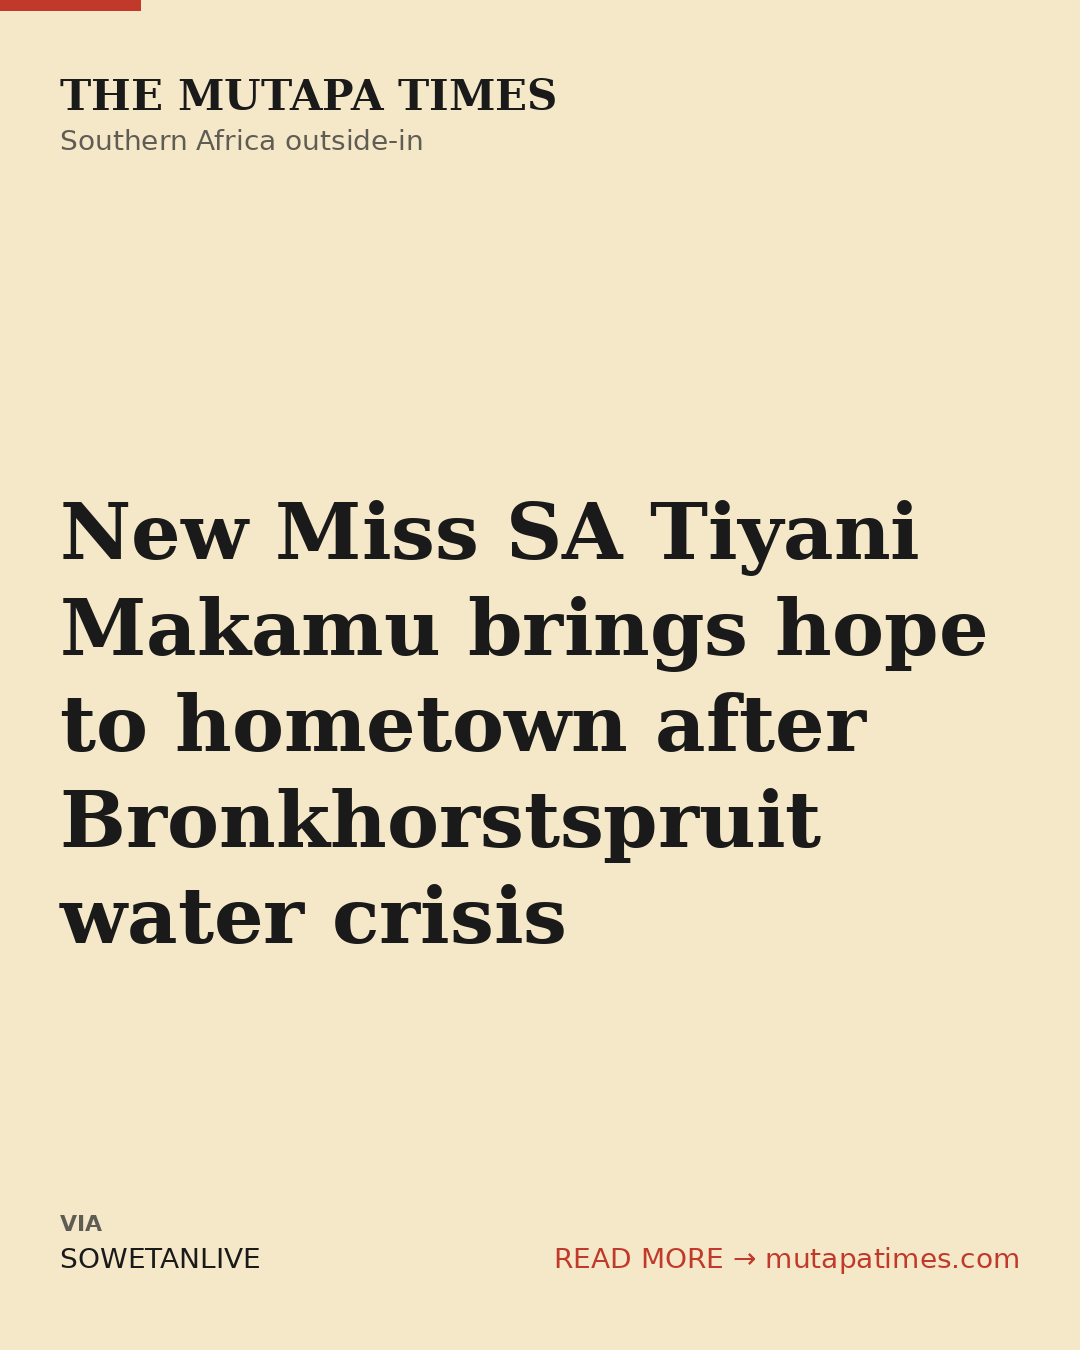 THE MUTAPA TIMES
Southern Africa outside-in
New Miss SA Tiyani
Makamu brings hope
to hometown after
Bronkhorstspruit
water crisis
VIA
SOWETANLIVE
READ MORE → mutapatimes.com